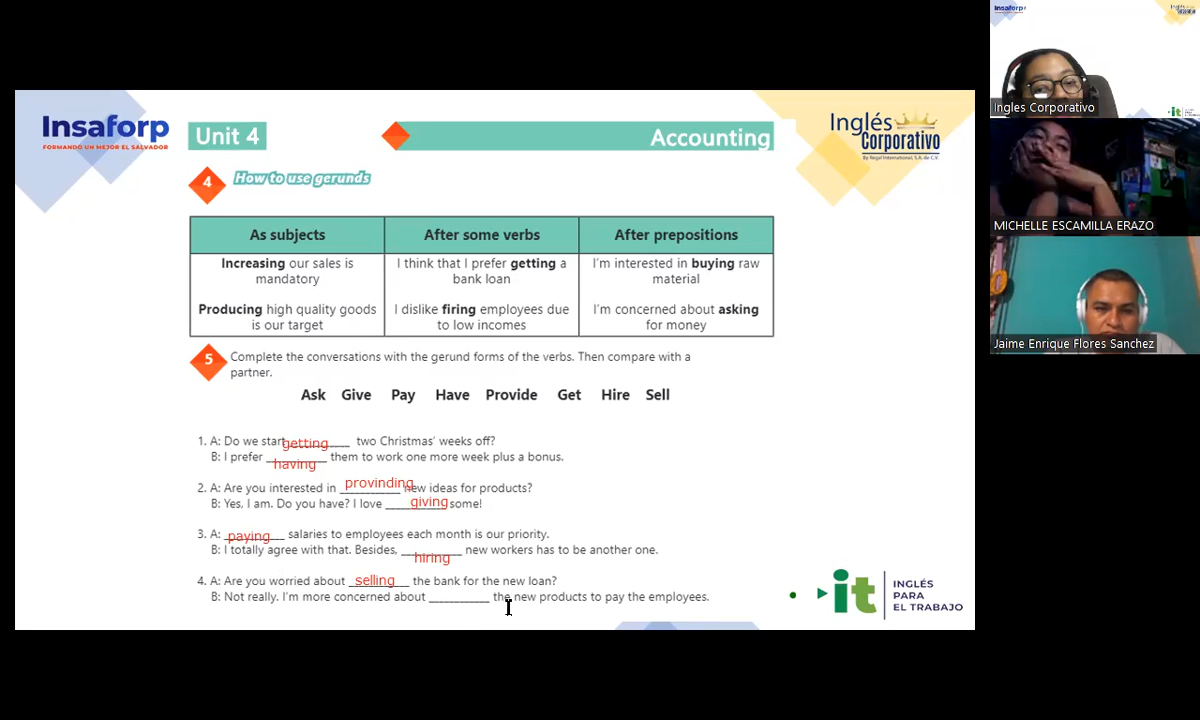 Insaforp
FORMANDO UN MEJOR EL SALVADOR
Unit 4
Accounting
Inglés
Corporativo
By Regal International, S.A. de C.V.
4
How to use gerunds
As subjects
After some verbs
After prepositions
Increasing our sales is
mandatory
I think that I prefer getting a
bank loan
I'm interested in buying raw
material
Producing high quality goods
is our target
I dislike firing employees due
to low incomes
I'm concerned about asking
for money
5
Complete the conversations with the gerund forms of the verbs. Then compare with a
partner.
Ask Give Pay Have Provide Get Hire Sell
1. A: Do we start getting two Christmas' weeks off?
B: I prefer having them to work one more week plus a bonus.
2. A: Are you interested in provinding new ideas for products?
B: Yes, I am. Do you have? I love giving some!
3. A: paying salaries to employees each month is our priority.
B: I totally agree with that. Besides, hiring new workers has to be another one.
4. A: Are you worried about selling the bank for the new loan?
B: Not really. I'm more concerned about ____________ the new products to pay the employees.
it
INGLÉS
PARA
EL TRABAJO
Insaforp
Ingles Corporativo
it
MICHELLE ESCAMILLA ERAZO
Jaime Enrique Flores Sanchez